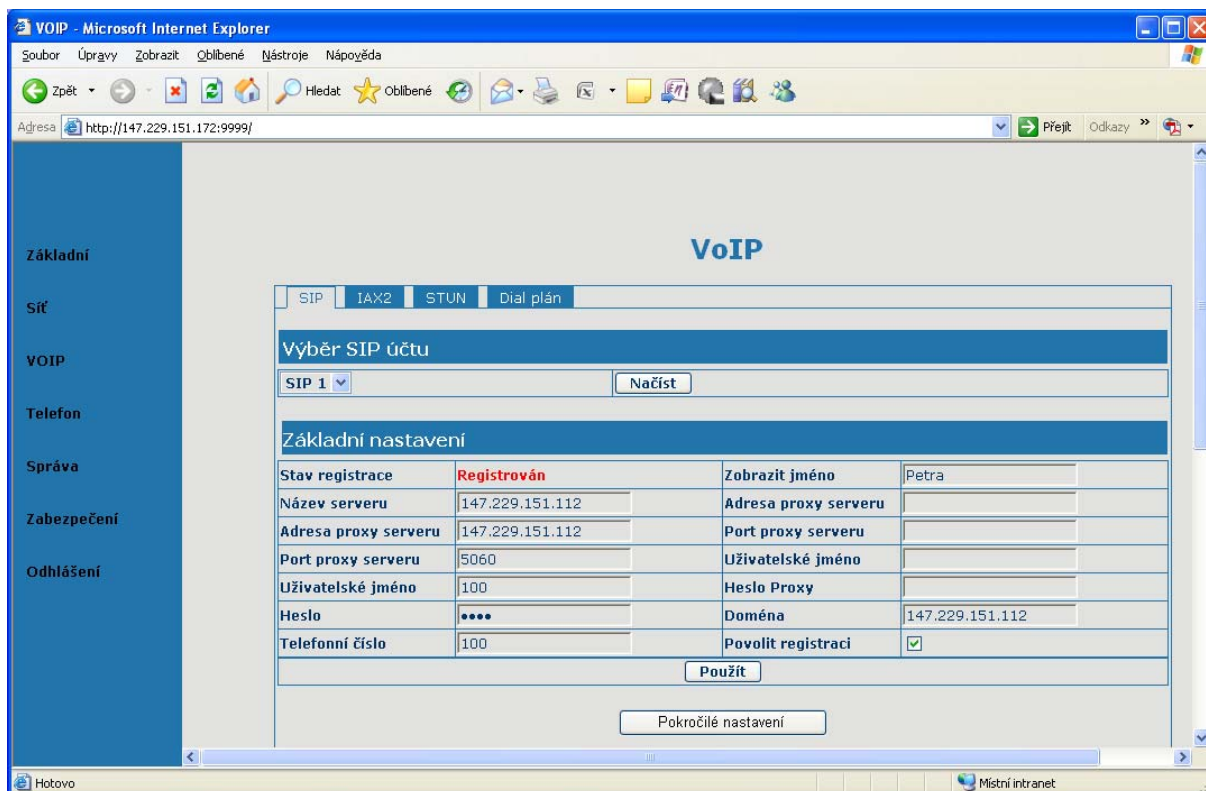 VOIP - Microsoft Internet Explorer
Soubor Úpravy Zobrazit Oblíbené Nástroje Nápověda
Zpět Hledat Oblíbené
Adresa http://147.229.151.172:9999/ Přejít Odkazy »
VoIP
Základní
Síť
VOIP
Telefon
Správa
Zabezpečení
Odhlášení
SIP IAX2 STUN Dial plán
Výběr SIP účtu
SIP 1 Načíst
Základní nastavení
Stav registrace Registrován Zobrazit jméno Petra
Název serveru 147.229.151.112 Adresa proxy serveru
Adresa proxy serveru 147.229.151.112 Port proxy serveru
Port proxy serveru 5060 Uživatelské jméno
Uživatelské jméno 100 Heslo Proxy
Heslo •••• Doména 147.229.151.112
Telefonní číslo 100 Povolit registraci
Použít
Pokročilé nastavení
Hotovo Místní intranet